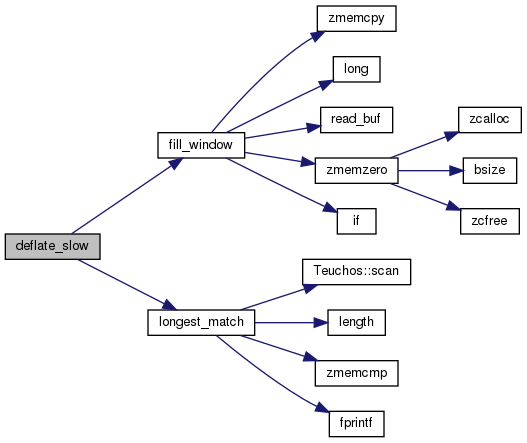 zmemcpy
long
read_buf
zcalloc
fill_window
zmemzero
bsize
if
zcfree
deflate_slow
Teuchos::scan
longest_match
length
zmemcmp
fprintf